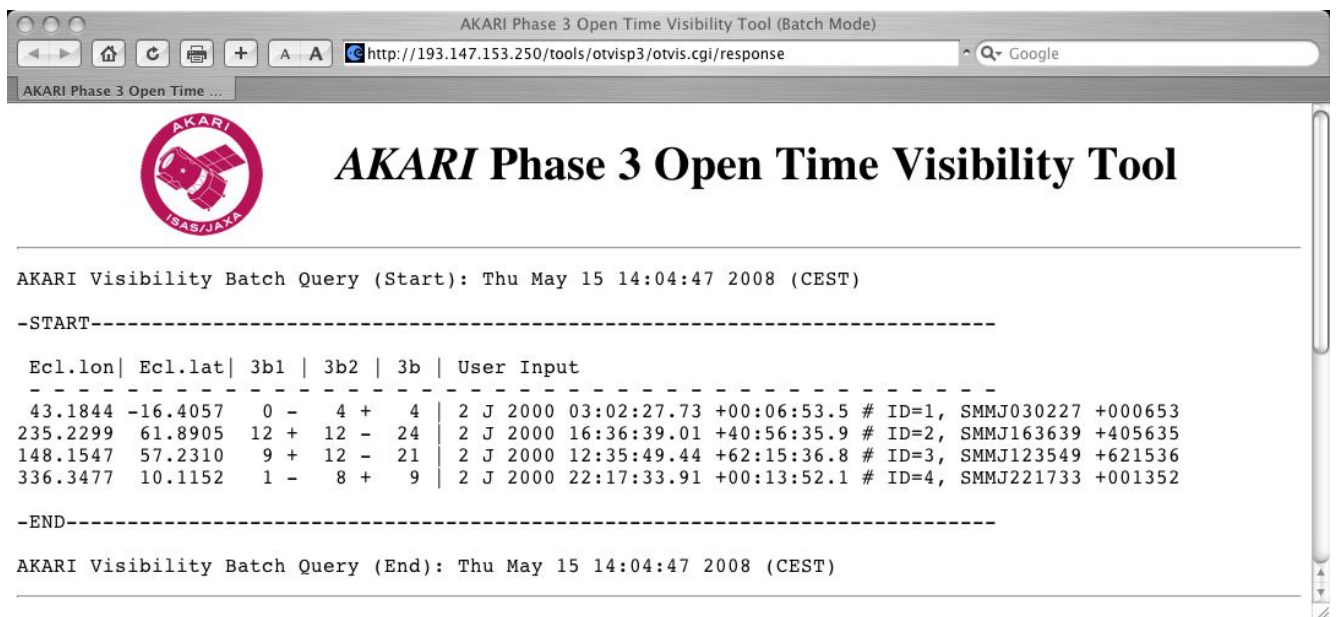 AKARI Phase 3 Open Time Visibility Tool (Batch Mode)
A A http://193.147.153.250/tools/otvisp3/otvis.cgi/response Q Google
AKARI Phase 3 Open Time ...
AKARI
ISAS/JAXA
AKARI Phase 3 Open Time Visibility Tool
AKARI Visibility Batch Query (Start): Thu May 15 14:04:47 2008 (CEST)
-START--------------------------------------------------------------------------
Ecl.lon| Ecl.lat| 3b1 | 3b2 | 3b | User Input
- - - - - - - - - - - - - - - - - - - - - - - - - - - - - - - - - - - - - - - -
43.1844 -16.4057 0 - 4 + 4 | 2 J 2000 03:02:27.73 +00:06:53.5 # ID=1, SMMJ030227 +000653
235.2299 61.8905 12 + 12 - 24 | 2 J 2000 16:36:39.01 +40:56:35.9 # ID=2, SMMJ163639 +405635
148.1547 57.2310 9 + 12 - 21 | 2 J 2000 12:35:49.44 +62:15:36.8 # ID=3, SMMJ123549 +621536
336.3477 10.1152 1 - 8 + 9 | 2 J 2000 22:17:33.91 +00:13:52.1 # ID=4, SMMJ221733 +001352
-END----------------------------------------------------------------------------
AKARI Visibility Batch Query (End): Thu May 15 14:04:47 2008 (CEST)